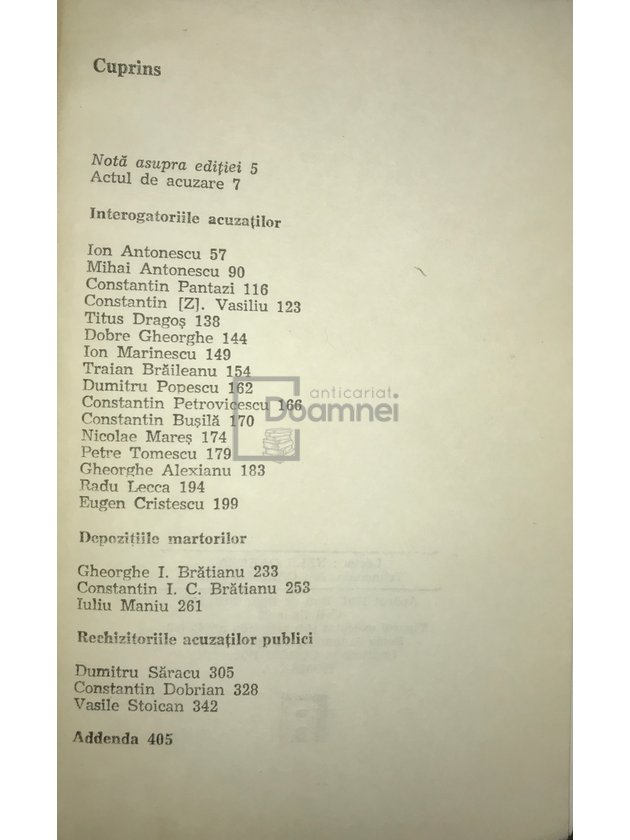 Cuprins
Notă asupra ediției 5
Actul de acuzare 7
Interogatoriile acuzaților
Ion Antonescu 57
Mihai Antonescu 90
Constantin Pantazi 116
Constantin [Z]. Vasiliu 123
Titus Dragoș 138
Dobre Gheorghe 144
Ion Marinescu 149
Traian Brăileanu 154
Dumitru Popescu 162
Constantin Petrovicescu 166
Constantin Bușilă 170
Nicolae Mareș 174
Petre Tomescu 179
Gheorghe Alexianu 183
Radu Lecca 194
Eugen Cristescu 199
anticariat
Doamnei
Depozițiile martorilor
Gheorghe I. Brătianu 233
Constantin I. C. Brătianu 253
Iuliu Maniu 261
Rechizitoriile acuzaților publici
Dumitru Săracu 305
Constantin Dobrian 328
Vasile Stoican 342
Addenda 405